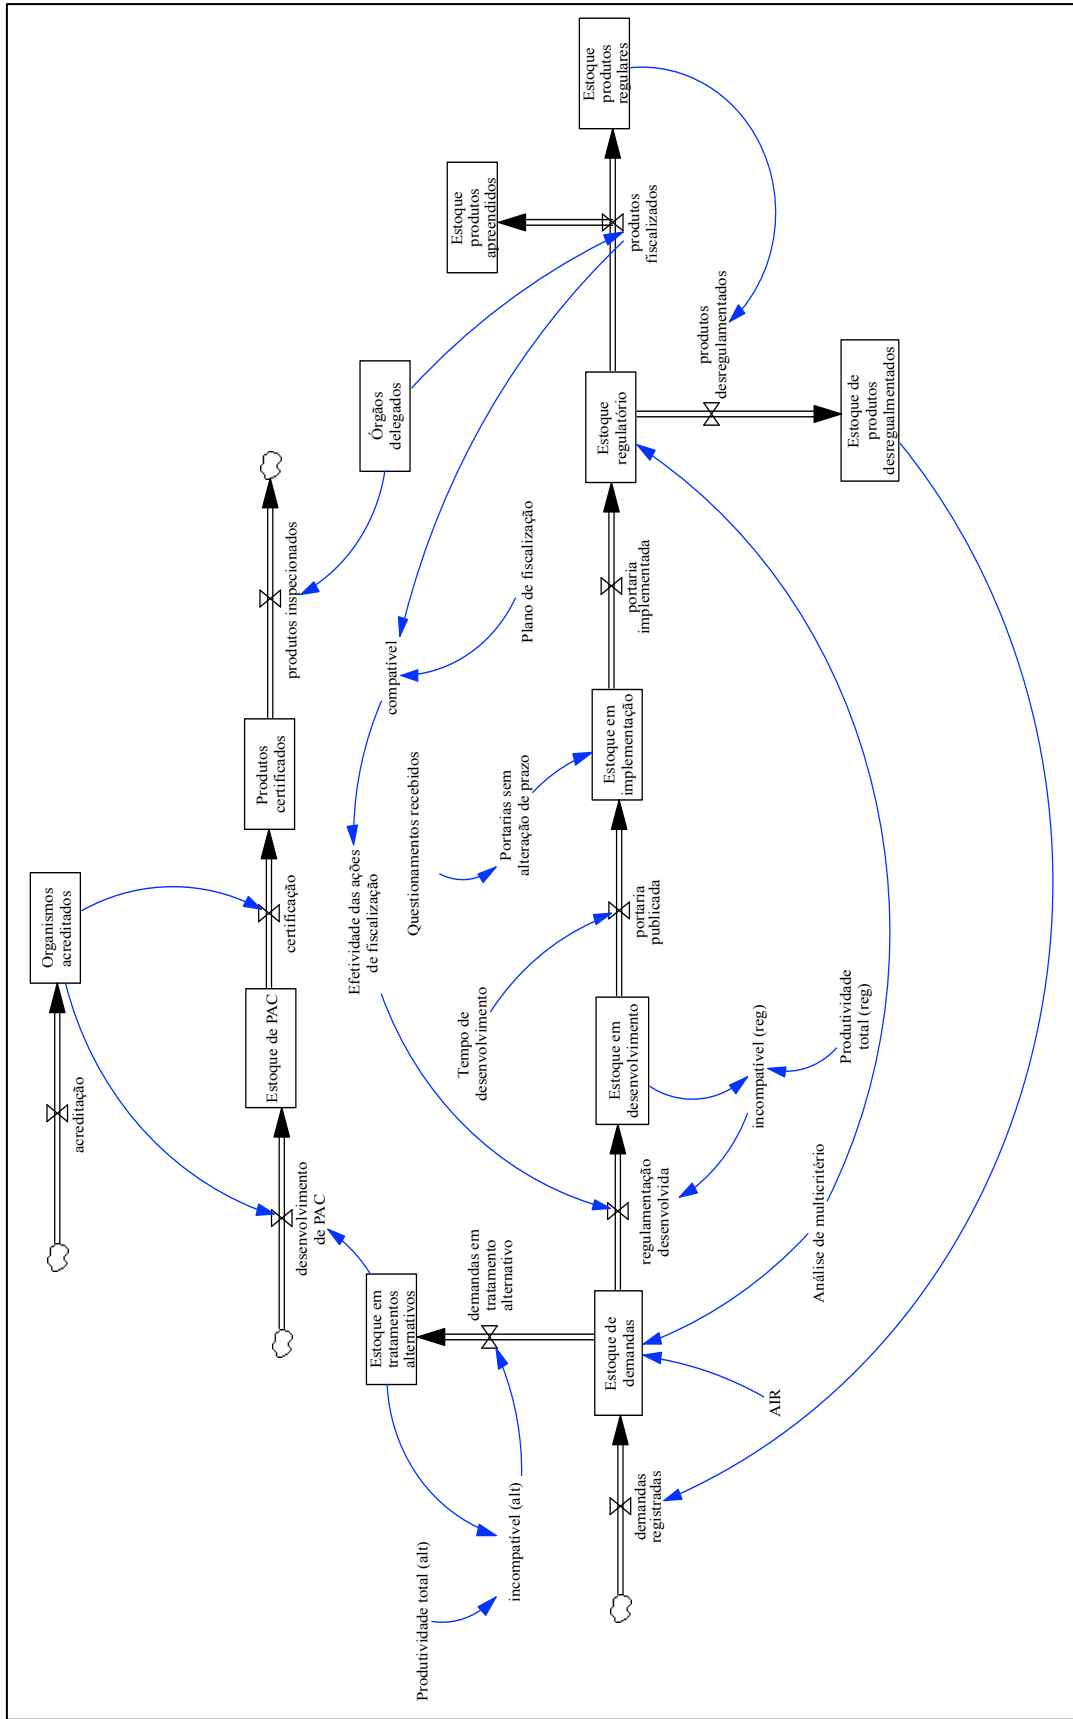 Organismos
acreditados
acreditação
Estoque de PAC
Produtos
certificados
desenvolvimento
de PAC
certificação
produtos inspecionados
Órgãos
delegados
Estoque
produtos
apreendidos
Estoque em
tratamentos
alternativos
demandas em
tratamento
alternativo
Produtividade total (alt)
incompatível (alt)
Efetividade das ações
de fiscalização
compatível
Questionamentos recebidos
Plano de fiscalização
Tempo de
desenvolvimento
Portarias sem
alteração de prazo
Estoque de
demandas
Estoque em
desenvolvimento
Estoque em
implementação
Estoque
regulatório
Estoque
produtos
regulares
demandas
registradas
regulamentação
desenvolvida
portaria
publicada
portaria
implementada
produtos
fiscalizados
produtos
desregulamentados
AIR
Análise de multicritério
incompatível (reg)
Produtividade
total (reg)
Estoque de
produtos
desregualmentados